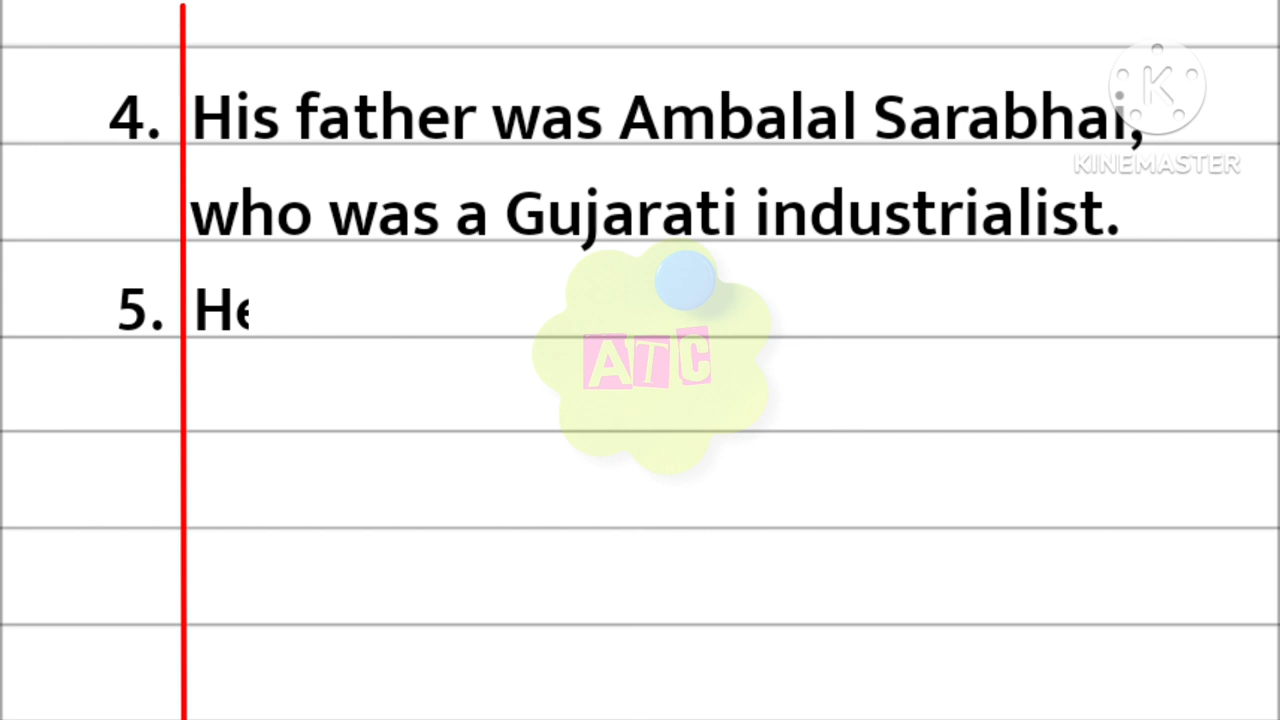 4. His father was Ambalal Sarabhai,
KINEMASTER
who was a Gujarati industrialist.
5. He
ATC